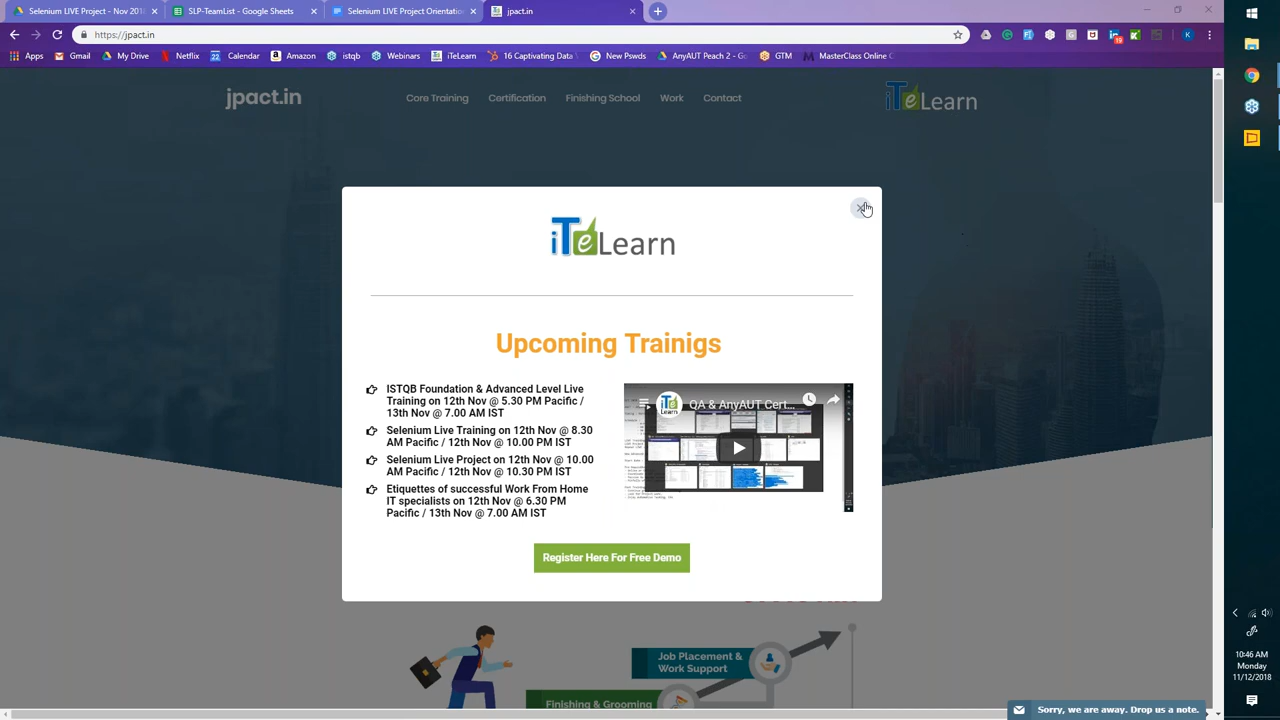 Selenium LIVE Project - Nov 2018
SLP-TeamList - Google Sheets
Selenium LIVE Project Orientation
jpact.in
https://jpact.in
Apps
Gmail
My Drive
Netflix
Calendar
Amazon
istqb
Webinars
iTeLearn
16 Captivating Data
New Pswds
AnyAUT Peach 2 - Go
GTM
MasterClass Online C
jpact.in
Core Training
Certification
Finishing School
Work
Contact
iTeLearn
iTeLearn
Upcoming Trainigs
ISTQB Foundation & Advanced Level Live
Training on 12th Nov @ 5.30 PM Pacific /
13th Nov @ 7.00 AM IST
Selenium Live Training on 12th Nov @ 8.30
AM Pacific / 12th Nov @ 10.00 PM IST
Selenium Live Project on 12th Nov @ 10.00
AM Pacific / 12th Nov @ 10.30 PM IST
Etiquettes of successful Work From Home
IT specialists on 12th Nov @ 6.30 PM
Pacific / 13th Nov @ 7.00 AM IST
QA & AnyAUT Cert...
Register Here For Free Demo
Job Placement &
Work Support
Finishing & Grooming
10:46 AM
Monday
11/12/2018
Sorry, we are away. Drop us a note.